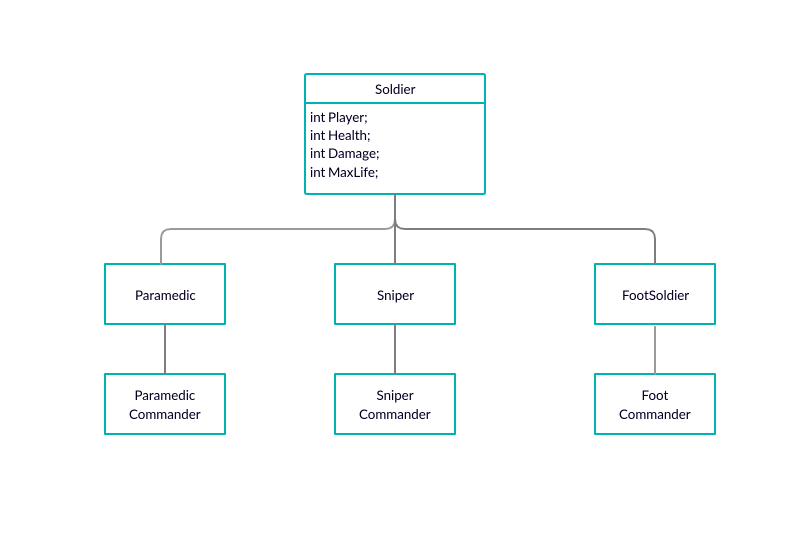 Soldier
int Player;
int Health;
int Damage;
int MaxLife;
Paramedic
Sniper
FootSoldier
Paramedic
Commander
Sniper
Commander
Foot
Commander